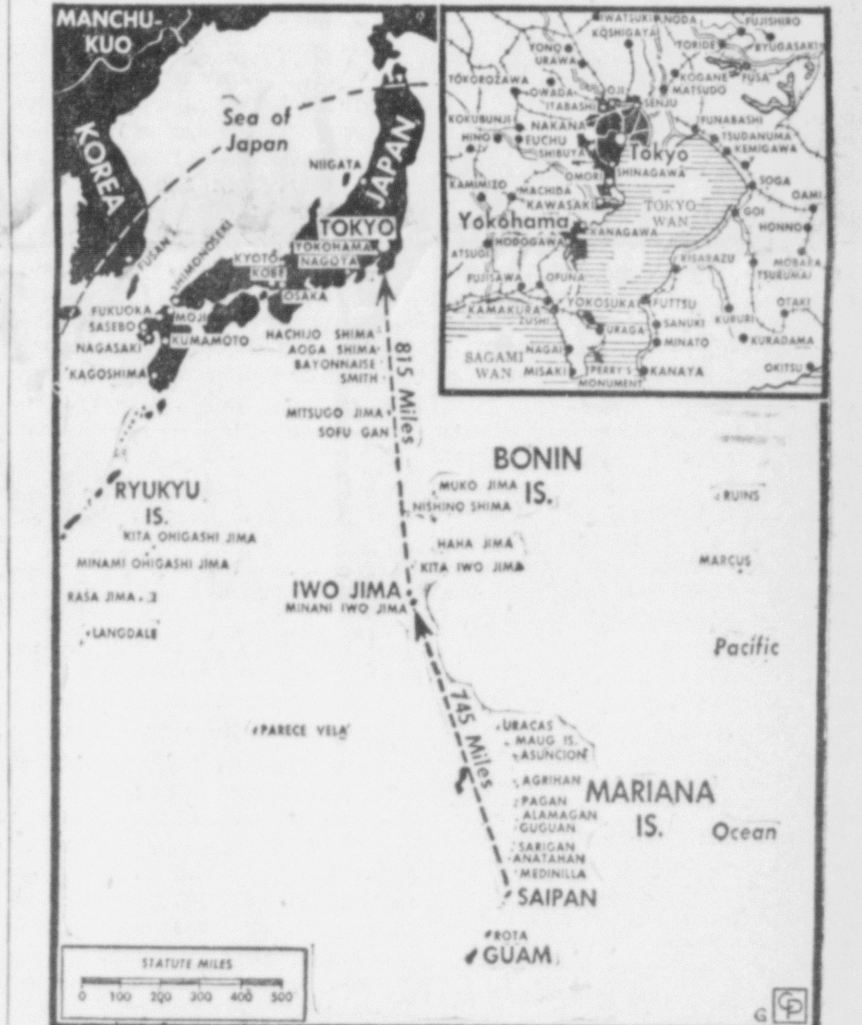 MANCHU-
KUO
KOREA
Sea of
Japan
JAPAN
NIIGATA
TOKYO
YOKOHAMA
NAGOYA
KYOTO
KOBE
OSAKA
FUSAN
SHIMONOSEKI
FUKUOKA
MOJI
SASEBO
NAGASAKI
KUMAMOTO
KAGOSHIMA
HACHIJO SHIMA
AOGA SHIMA
BAYONNAISE
SMITH
815 Miles
MITSUGO JIMA
SOFU GAN
RYUKYU
IS.
KITA OHIGASHI JIMA
MINAMI OHIGASHI JIMA
RASA JIMA
LANGDALE
BONIN
IS.
MUKO JIMA
NISHINO SHIMA
HAHA JIMA
KITA IWO JIMA
RUINS
MARCUS
IWO JIMA
MINANI IWO JIMA
Pacific
Ocean
745 Miles
PARECE VELA
URACAS
MAUG IS.
ASUNCION
AGRIHAN
PAGAN
ALAMAGAN
GUGUAN
SARIGAN
ANATAHAN
MEDINILLA
MARIANA
IS.
SAIPAN
ROTA
GUAM
STATUTE MILES
0 100 200 300 400 500
G CP
IWATSUKI
NODA
FUJISHIRO
KOSHIGAYA
YONO
URAWA
TORIDE
RYUGASAKI
KOGANE
FUSA
TOKOROZAWA
OWADA
OJI
MATSUDO
ITABASHI
SENJU
KOKUBUNJI
NAKANA
FUNABASHI
HINO
EUCHU
TSUDANUMA
SHIBUYA
Tokyo
KEMIGAWA
OMORI
SHINAGAWA
SOGA
KAMIMIZO
MACHIDA
KAWASAKI
TOKYO
WAN
GAMI
GOI
Yokohama
KANAGAWA
HONNO
HODOGAWA
ATSUGI
KISARAZU
MOBARA
TSURUMAI
FUJISAWA
OFUNA
YOKOSUKA
FUTTSU
OTAKI
KAMAKURA
ZUSHI
KURURI
URAGA
SANUKI
NAGAI
MINATO
KURADAMA
SAGAMI
WAN
MISAKI
PERRY'S
MONUMENT
KANAYA
OKITSU